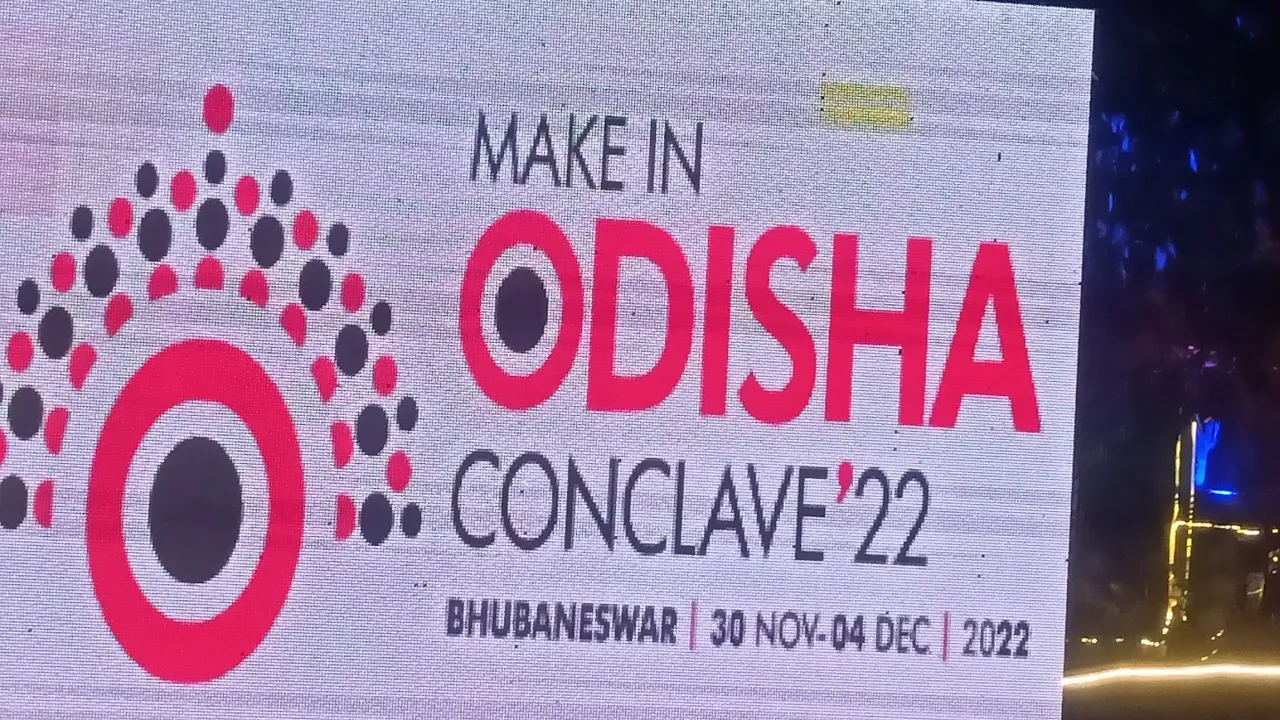 MAKE IN
ODISHA
CONCLAVE'22
BHUBANESWAR | 30 NOV-04 DEC | 2022